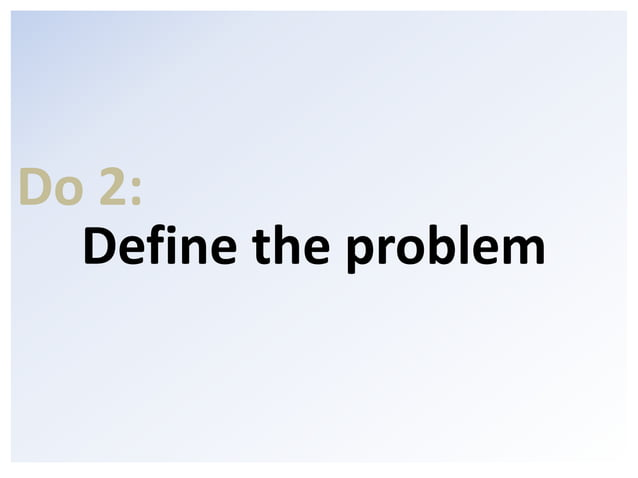 Do 2:
Define the problem